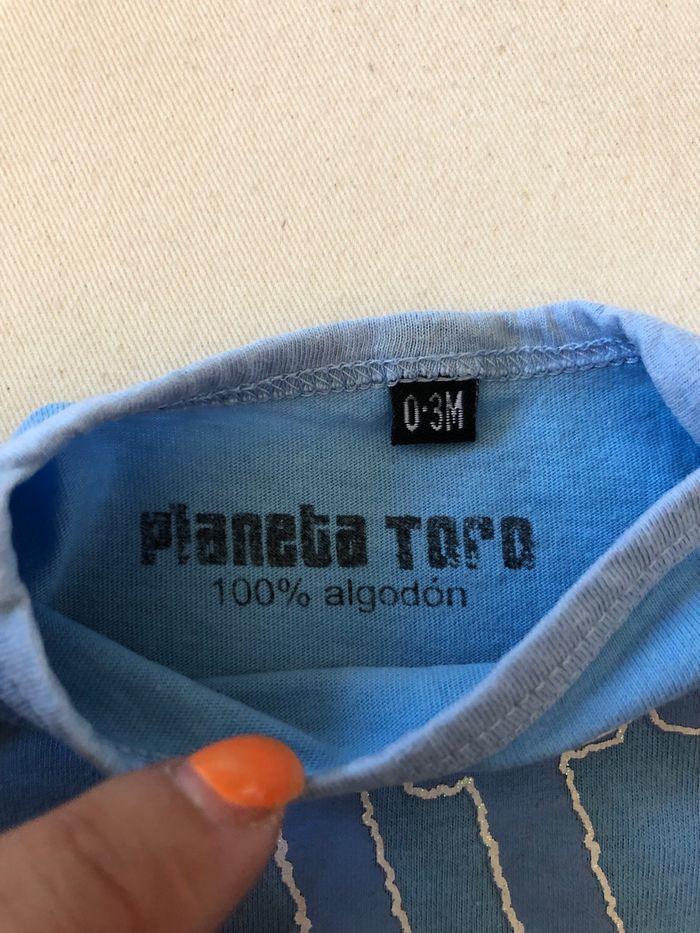 0-3M
planeta toro
100% algodón